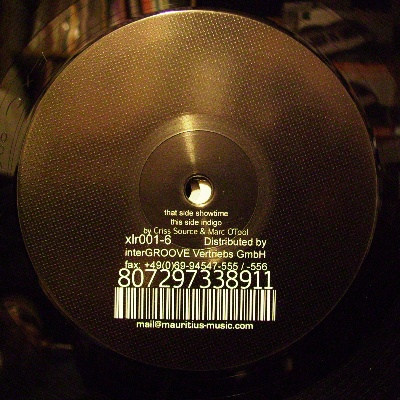 that side showtime
this side indigo
by Criss Source & Marc OTool
xlr001-6 Distributed by
interGROOVE Vertriebs GmbH
fax: +49(0)69-94547-555 / -556
807297338911
mail@mauritius-music.com